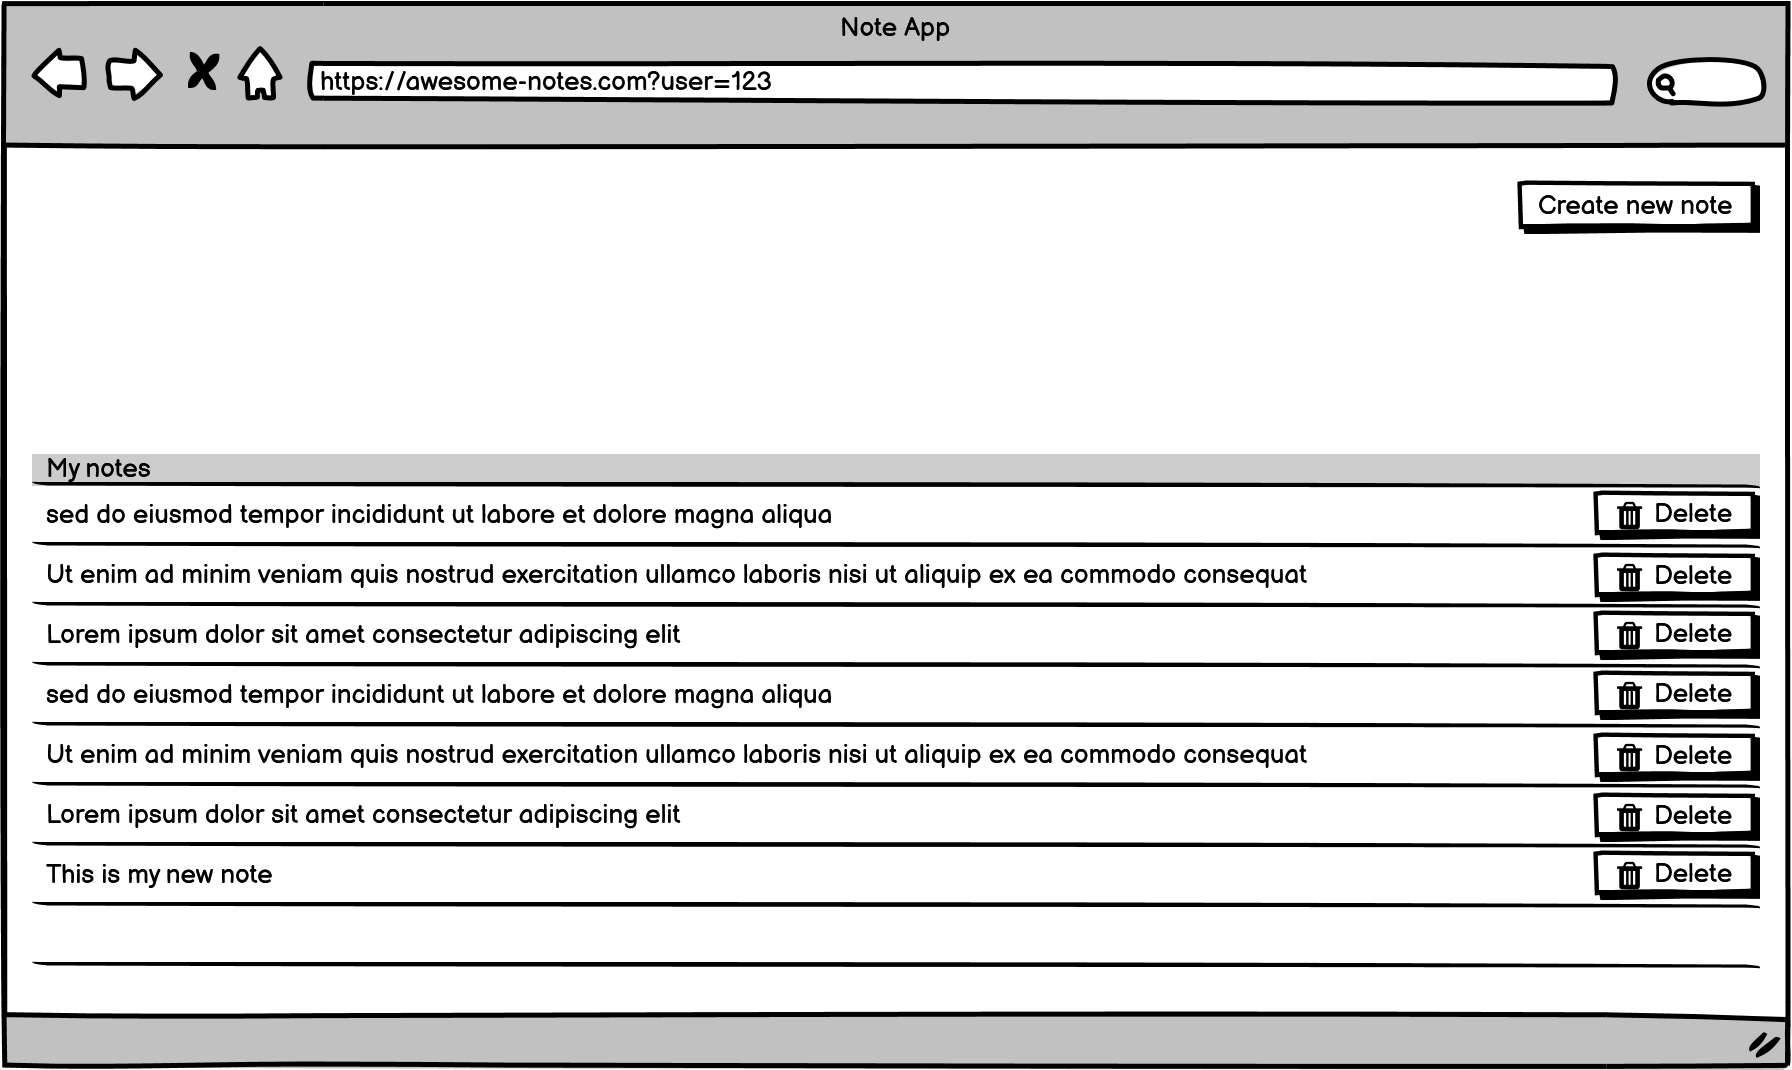 Note App
https://awesome-notes.com?user=123
Create new note
My notes
sed do eiusmod tempor incididunt ut labore et dolore magna aliqua Delete
Ut enim ad minim veniam quis nostrud exercitation ullamco laboris nisi ut aliquip ex ea commodo consequat Delete
Lorem ipsum dolor sit amet consectetur adipiscing elit Delete
sed do eiusmod tempor incididunt ut labore et dolore magna aliqua Delete
Ut enim ad minim veniam quis nostrud exercitation ullamco laboris nisi ut aliquip ex ea commodo consequat Delete
Lorem ipsum dolor sit amet consectetur adipiscing elit Delete
This is my new note Delete